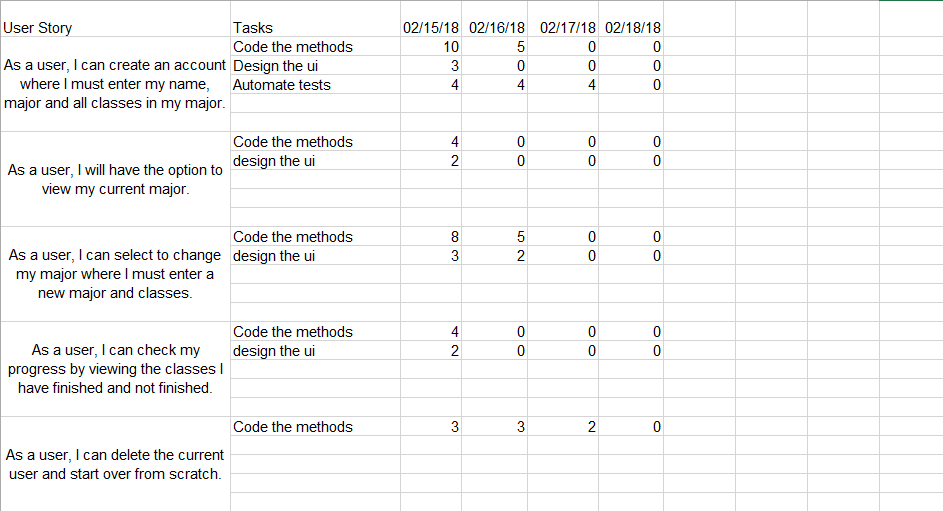 User Story Tasks 02/15/18 02/16/18 02/17/18 02/18/18
Code the methods 10 5 0 0
As a user, I can create an account Design the ui 3 0 0 0
where I must enter my name, Automate tests 4 4 4 0
major and all classes in my major.
Code the methods 4 0 0 0
design the ui 2 0 0 0
As a user, I will have the option to
view my current major.
Code the methods 8 5 0 0
As a user, I can select to change design the ui 3 2 0 0
my major where I must enter a
new major and classes.
Code the methods 4 0 0 0
As a user, I can check my design the ui 2 0 0 0
progress by viewing the classes I
have finished and not finished.
Code the methods 3 3 2 0
As a user, I can delete the current
user and start over from scratch.